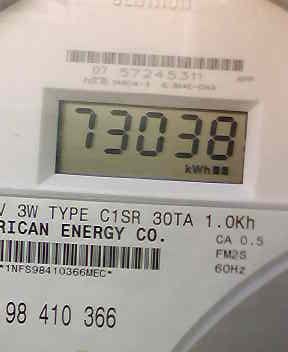 07 57245311
73038
kWh
V 3W TYPE C1SR 30TA 1.0Kh
RICAN ENERGY CO.
CA 0.5
FM2S
60Hz
*1NFS98410366MEC*
98 410 366